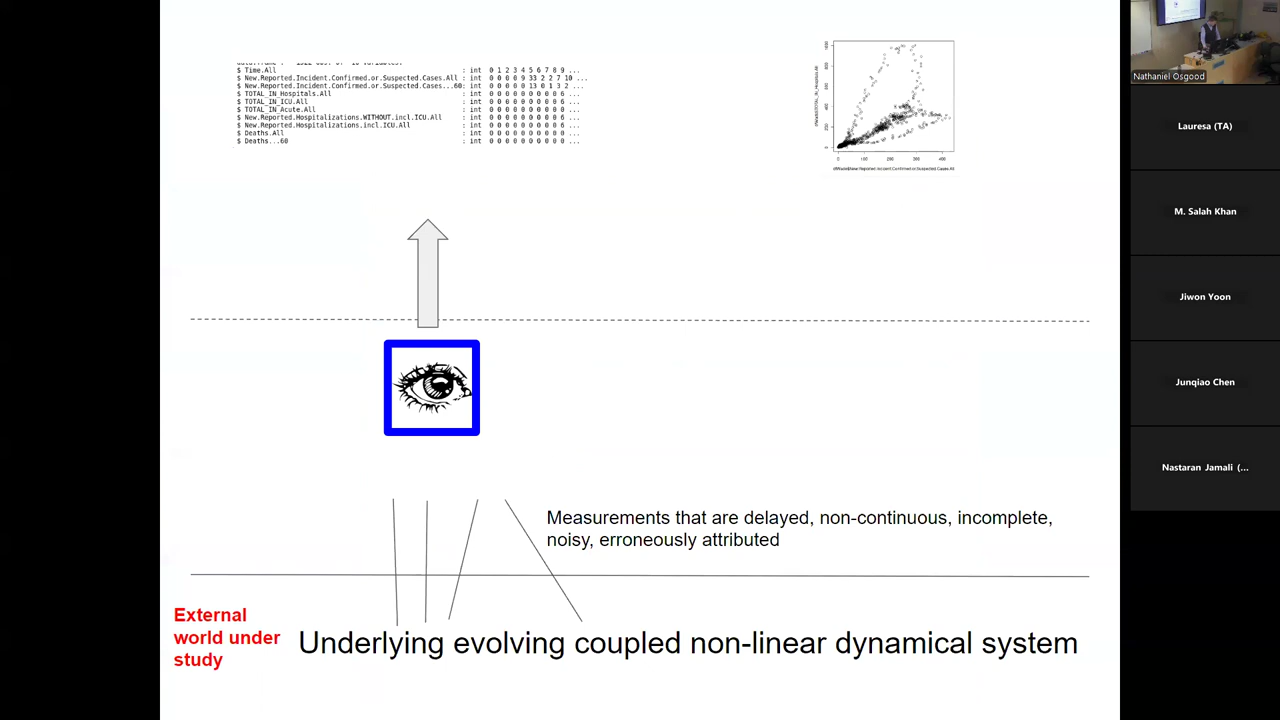 $ Time.All : int 0 1 2 3 4 5 6 7 8 9 ...
$ New.Reported.Incident.Confirmed.or.Suspected.Cases.All : int 0 0 0 0 9 33 2 2 7 10 ...
$ New.Reported.Incident.Confirmed.or.Suspected.Cases...60: int 0 0 0 0 0 13 0 1 3 2 ...
$ TOTAL_IN_Hospitals.All : int 0 0 0 0 0 0 0 0 0 6 ...
$ TOTAL_IN_ICU.All : int 0 0 0 0 0 0 0 0 0 0 ...
$ TOTAL_IN_Acute.All : int 0 0 0 0 0 0 0 0 0 6 ...
$ New.Reported.Hospitalizations.WITHOUT.incl.ICU.All : int 0 0 0 0 0 0 0 0 0 6 ...
$ New.Reported.Hospitalizations.incl.ICU.All : int 0 0 0 0 0 0 0 0 0 6 ...
$ Deaths.All : int 0 0 0 0 0 0 0 0 0 0 ...
$ Deaths...60 : int 0 0 0 0 0 0 0 0 0 0 ...
0 100 200 300 400
Measurements that are delayed, non-continuous, incomplete,
noisy, erroneously attributed
External
world under
study
Underlying evolving coupled non-linear dynamical system
Nathaniel Osgood
Lauresa (TA)
M. Salah Khan
Jiwon Yoon
Junqiao Chen
Nastaran Jamali (...